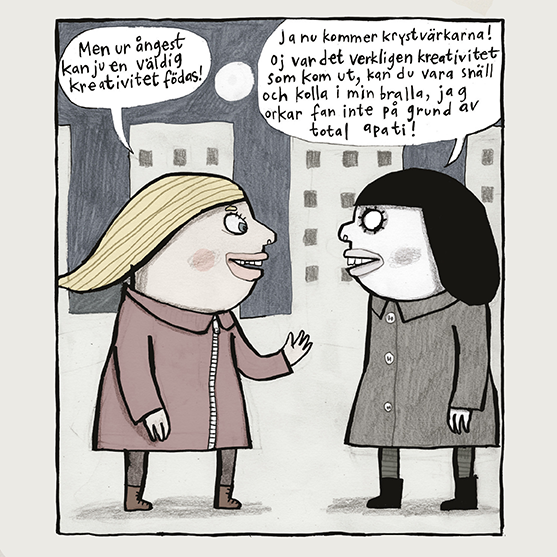 Men ur ångest
kan ju en väldig
kreativitet födas!
Ja nu kommer krystvärkarna!
Oj var det verkligen kreativitet
som kom ut, kan du vara snäll
och kolla i min bralla, jag
orkar fan inte på grund av
total apati!